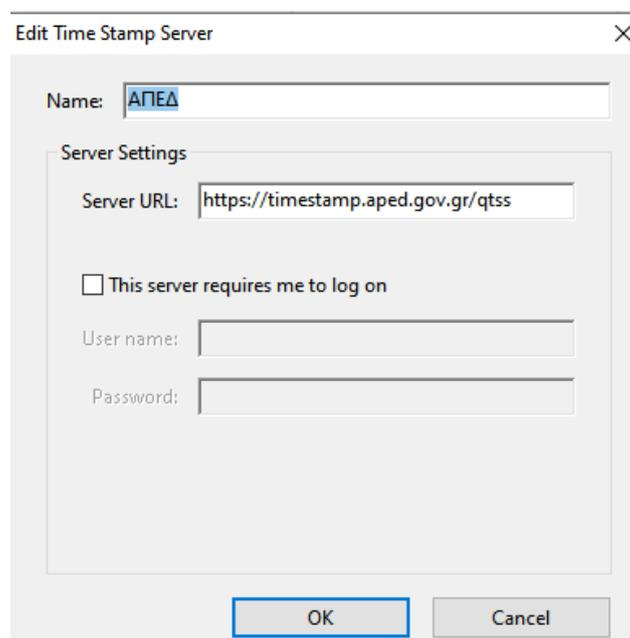 Edit Time Stamp Server
Name: ΑΠΕΔ
Server Settings
Server URL: https://timestamp.aped.gov.gr/qtss
This server requires me to log on
User name:
Password:
OK Cancel